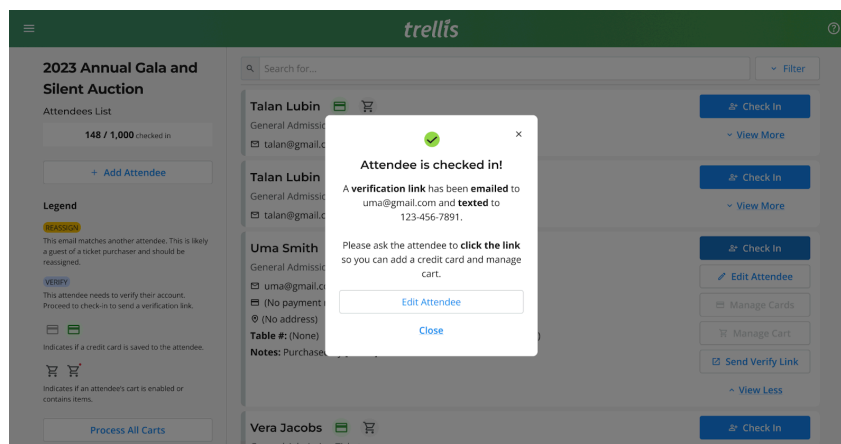 trellis
2023 Annual Gala and
Silent Auction
Attendees List
148 / 1,000 checked in
+ Add Attendee
Legend
REASSIGN
This email matches another attendee. This is likely
a guest of a ticket purchaser and should be
reassigned.
VERIFY
This attendee needs to verify their account.
Proceed to check-in to send a verification link.
Indicates if a credit card is saved to the attendee.
Indicates if an attendee's cart is enabled or
contains items.
Process All Carts
Search for...
Filter
Talan Lubin
General Admissio
talan@gmail.c
Check In
View More
Talan Lubin
General Admissio
talan@gmail.c
Check In
View More
Uma Smith
General Admissio
uma@gmail.co
(No payment
(No address)
Table #: (None)
Notes: Purchase
Check In
Edit Attendee
Manage Cards
Manage Cart
Send Verify Link
View Less
Vera Jacobs
Check In
×
Attendee is checked in!
A verification link has been emailed to
uma@gmail.com and texted to
123-456-7891.
Please ask the attendee to click the link
so you can add a credit card and manage
cart.
Edit Attendee
Close